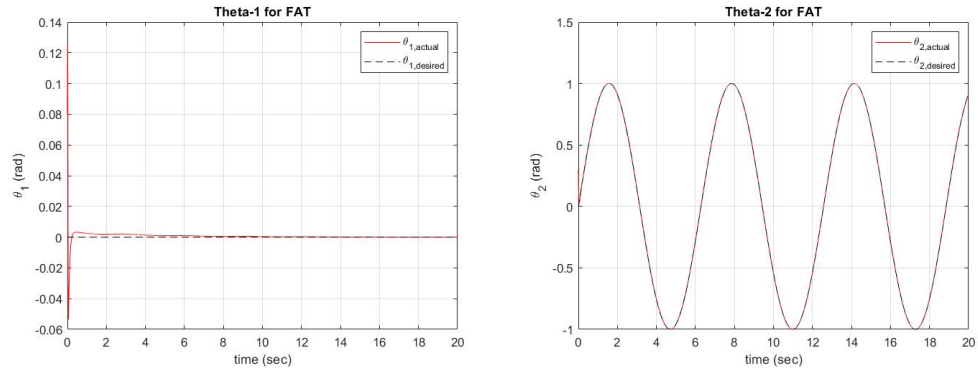 Theta-1 for FAT
0.14
0.12
0.1
0.08
0.06
0.04
0.02
0
-0.02
-0.04
-0.06
θ1 (rad)
θ1,actual
θ1,desired
0 2 4 6 8 10 12 14 16 18 20
time (sec)
Theta-2 for FAT
1.5
1
0.5
0
-0.5
-1
θ2 (rad)
θ2,actual
θ2,desired
0 2 4 6 8 10 12 14 16 18 20
time (sec)